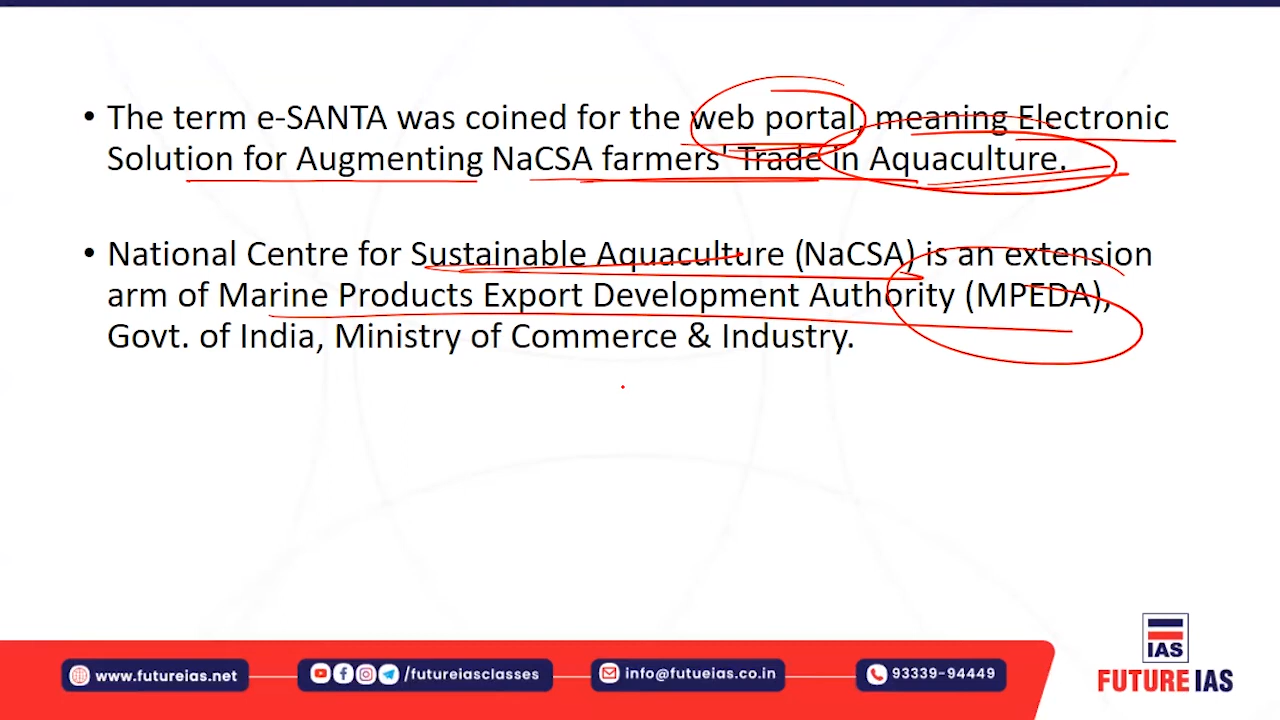 • The term e-SANTA was coined for the web portal, meaning Electronic
Solution for Augmenting NaCSA farmers' Trade in Aquaculture.
• National Centre for Sustainable Aquaculture (NaCSA) is an extension
arm of Marine Products Export Development Authority (MPEDA),
Govt. of India, Ministry of Commerce & Industry.
IAS
FUTURE IAS
www.futureias.net
/futureiasclasses
info@futueias.co.in
93339-94449